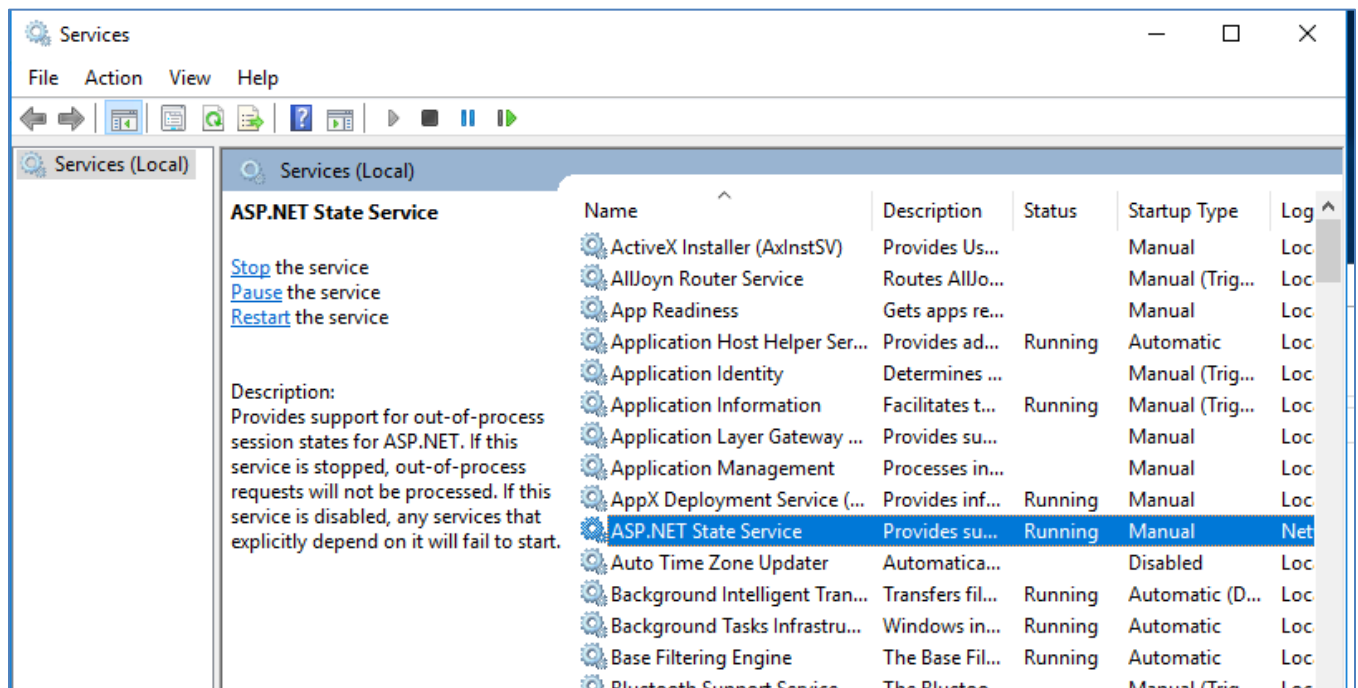 Services
File Action View Help
Services (Local)
Services (Local)
ASP.NET State Service
Stop the service
Pause the service
Restart the service
Description:
Provides support for out-of-process
session states for ASP.NET. If this
service is stopped, out-of-process
requests will not be processed. If this
service is disabled, any services that
explicitly depend on it will fail to start.
Name Description Status Startup Type Log
ActiveX Installer (AxInstSV) Provides Us... Manual Loc
AllJoyn Router Service Routes AllJo... Manual (Trig... Loc
App Readiness Gets apps re... Manual Loc
Application Host Helper Ser... Provides ad... Running Automatic Loc
Application Identity Determines ... Manual (Trig... Loc
Application Information Facilitates t... Running Manual (Trig... Loc
Application Layer Gateway ... Provides su... Manual Loc
Application Management Processes in... Manual Loc
AppX Deployment Service (... Provides inf... Running Manual Loc
ASP.NET State Service Provides su... Running Manual Net
Auto Time Zone Updater Automatica... Disabled Loc
Background Intelligent Tran... Transfers fil... Running Automatic (D... Loc
Background Tasks Infrastru... Windows in... Running Automatic Loc
Base Filtering Engine The Base Fil... Running Automatic Loc
Bluetooth Support Service The Bluetoo... Manual (Trig...